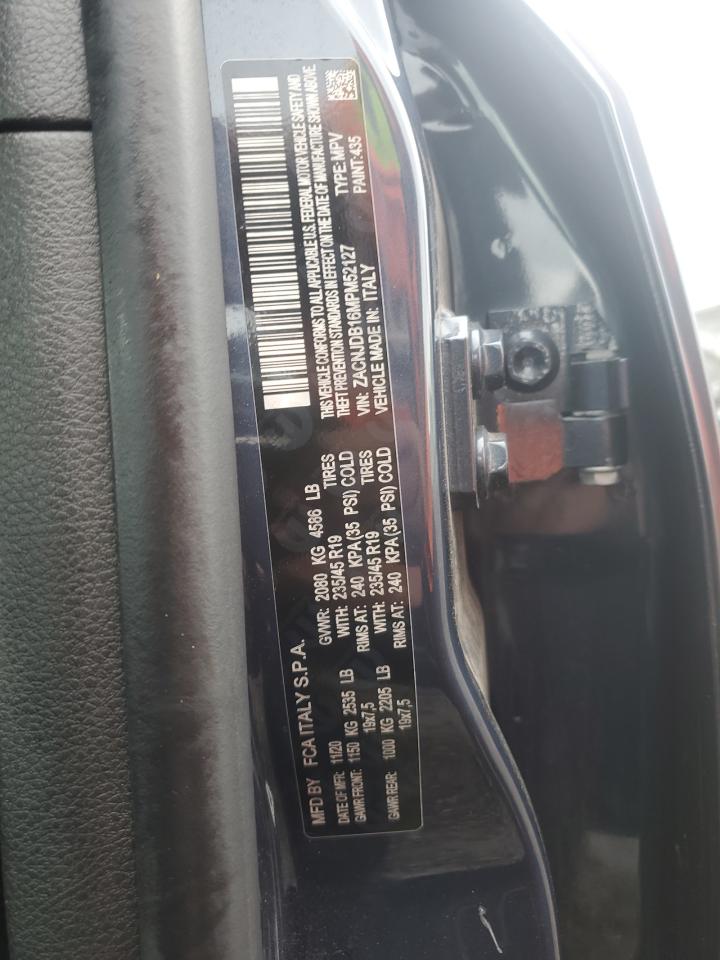 MFD BY FCA ITALY S.P.A.
DATE OF MFR: 11/20 GVWR: 2080 KG 4586 LB
GAWR FRONT: 1150 KG 2535 LB WITH: 235/45 R19 TIRES
19x7,5 RIMS AT: 240 KPA(35 PSI) COLD
GAWR REAR: 1000 KG 2205 LB WITH: 235/45 R19 TIRES
19x7,5 RIMS AT: 240 KPA (35 PSI) COLD
THIS VEHICLE CONFORMS TO ALL APPLICABLE U.S. FEDERAL MOTOR VEHICLE SAFETY AND
THEFT PREVENTION STANDARDS IN EFFECT ON THE DATE OF MANUFACTURE SHOWN ABOVE.
VIN: ZACNJDB16MPM52127 TYPE: MPV
VEHICLE MADE IN: ITALY PAINT: 435